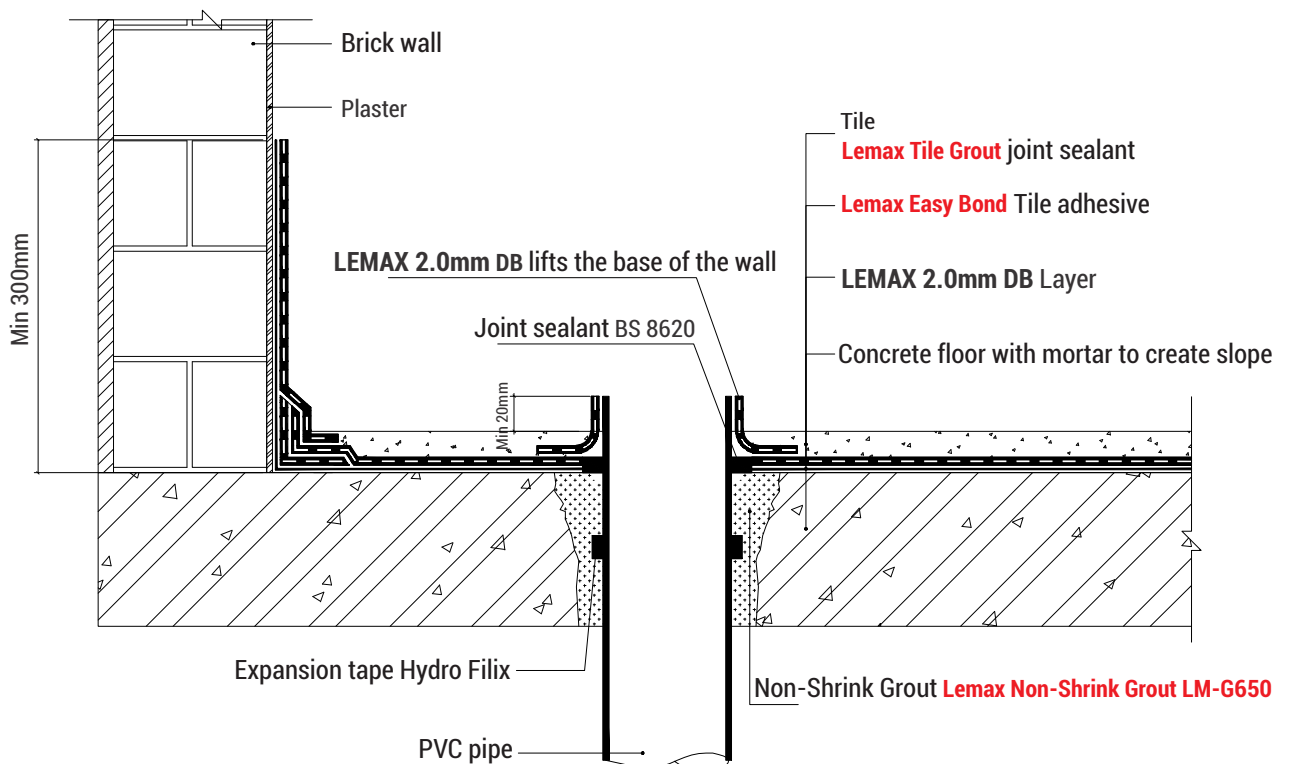 Brick wall
Plaster
Min 300mm
Tile
Lemax Tile Grout joint sealant
Lemax Easy Bond Tile adhesive
LEMAX 2.0mm DB lifts the base of the wall
LEMAX 2.0mm DB Layer
Joint sealant BS 8620
Concrete floor with mortar to create slope
Min 20mm
Expansion tape Hydro Filix
Non-Shrink Grout Lemax Non-Shrink Grout LM-G650
PVC pipe